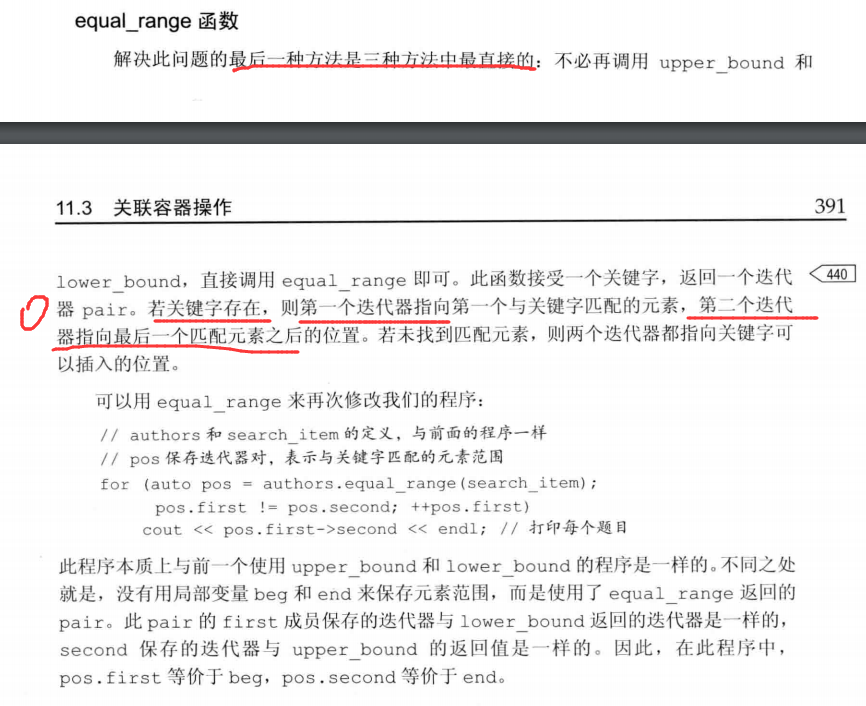 equal_range 函数
解决此问题的最后一种方法是三种方法中最直接的：不必再调用 upper_bound 和
11.3 关联容器操作 391
lower_bound，直接调用 equal_range 即可。此函数接受一个关键字，返回一个迭代 440
器 pair。若关键字存在，则第一个迭代器指向第一个与关键字匹配的元素，第二个迭代
器指向最后一个匹配元素之后的位置。若未找到匹配元素，则两个迭代器都指向关键字可
以插入的位置。
可以用 equal_range 来再次修改我们的程序：
// authors 和 search_item 的定义，与前面的程序一样
// pos 保存迭代器对，表示与关键字匹配的元素范围
for (auto pos = authors.equal_range(search_item);
pos.first != pos.second; ++pos.first)
cout << pos.first->second << endl; // 打印每个题目
此程序本质上与前一个使用 upper_bound 和 lower_bound 的程序是一样的。不同之处
就是，没有用局部变量 beg 和 end 来保存元素范围，而是使用了 equal_range 返回的
pair。此 pair 的 first 成员保存的迭代器与 lower_bound 返回的迭代器是一样的，
second 保存的迭代器与 upper_bound 的返回值是一样的。因此，在此程序中，
pos.first 等价于 beg，pos.second 等价于 end。